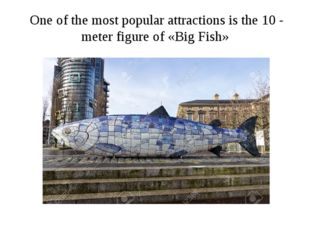 One of the most popular attractions is the 10 -
meter figure of «Big Fish»